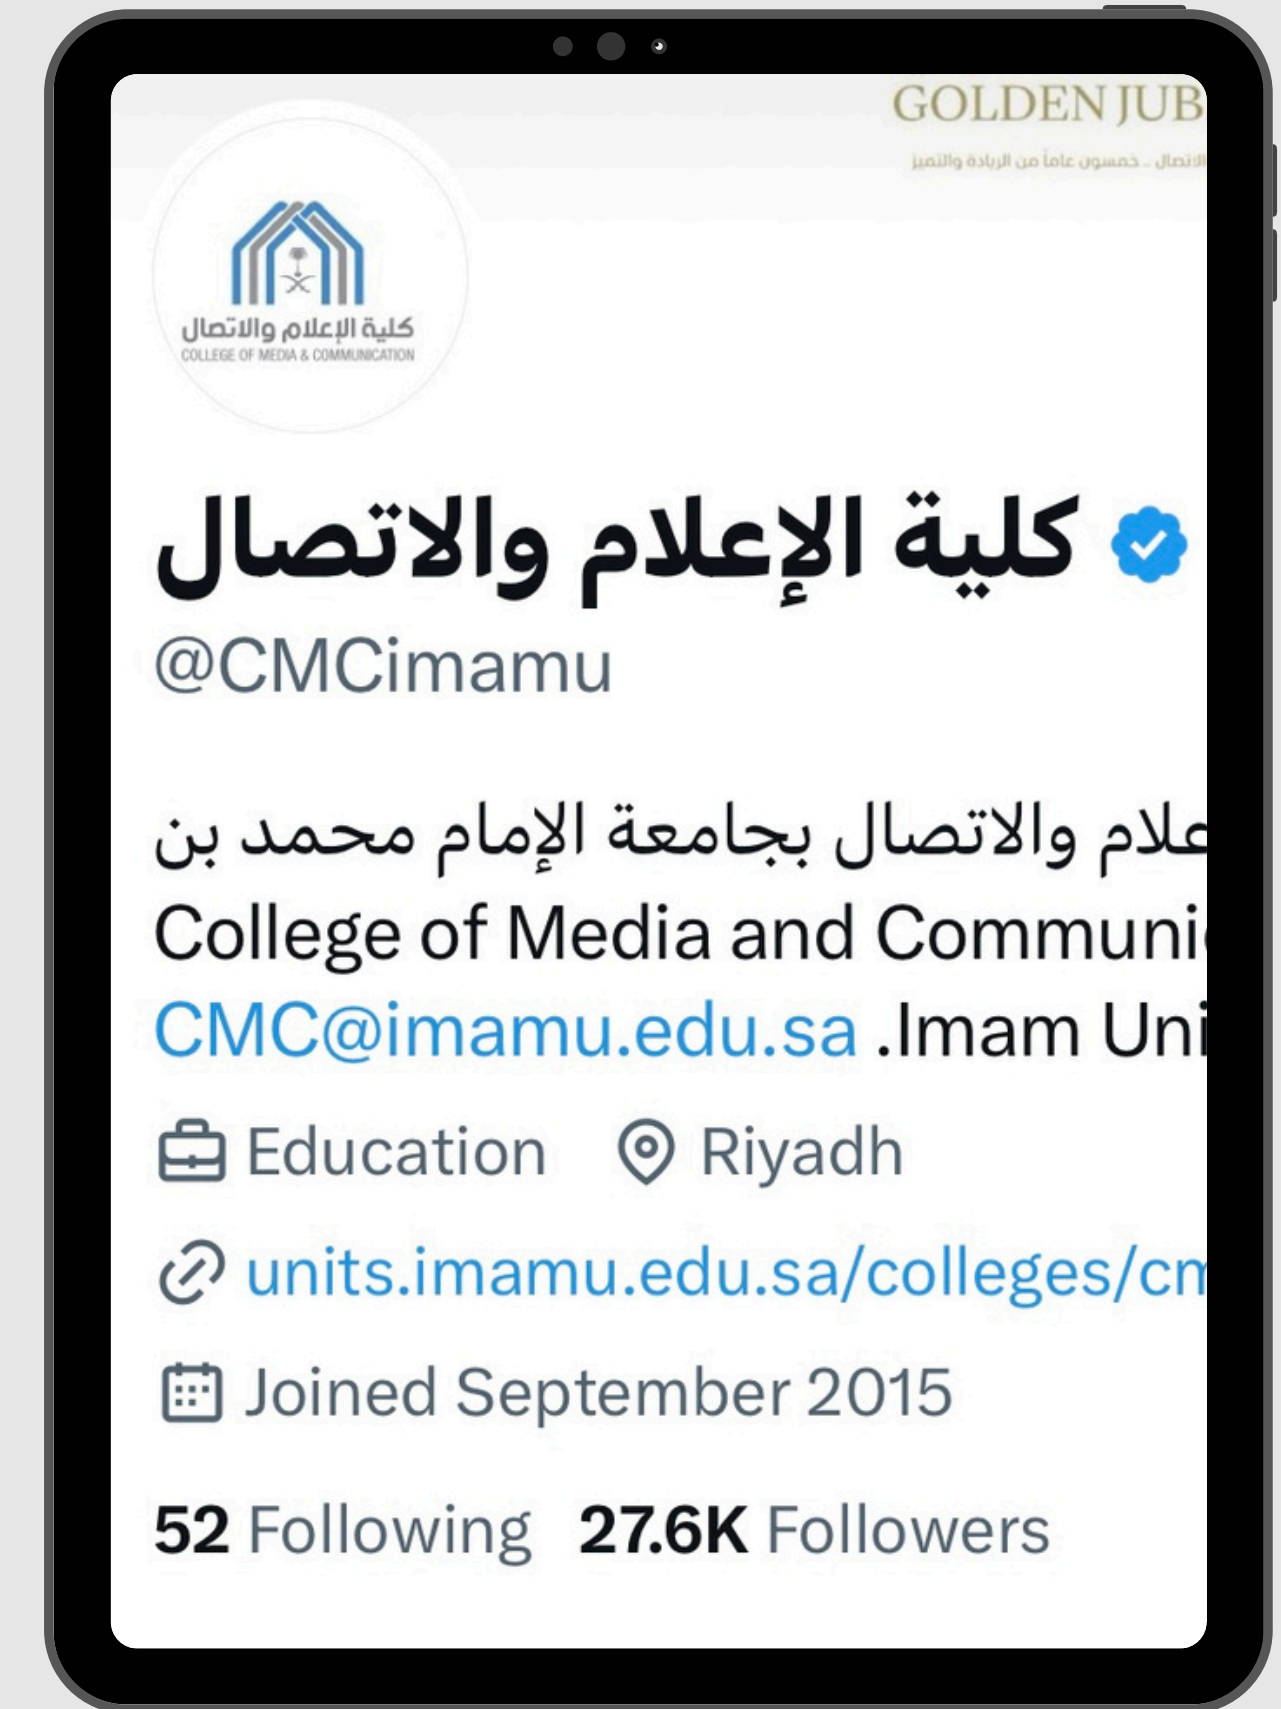 GOLDEN JUB
الاتصال .. خمسون عاماً من الريادة والتميز
كلية الإعلام والاتصال
COLLEGE OF MEDIA & COMMUNICATION
كلية الإعلام والاتصال
@CMCimamu
علام والاتصال بجامعة الإمام محمد بن
College of Media and Communi
CMC@imamu.edu.sa .Imam Uni
Education Riyadh
units.imamu.edu.sa/colleges/cm
Joined September 2015
52 Following 27.6K Followers